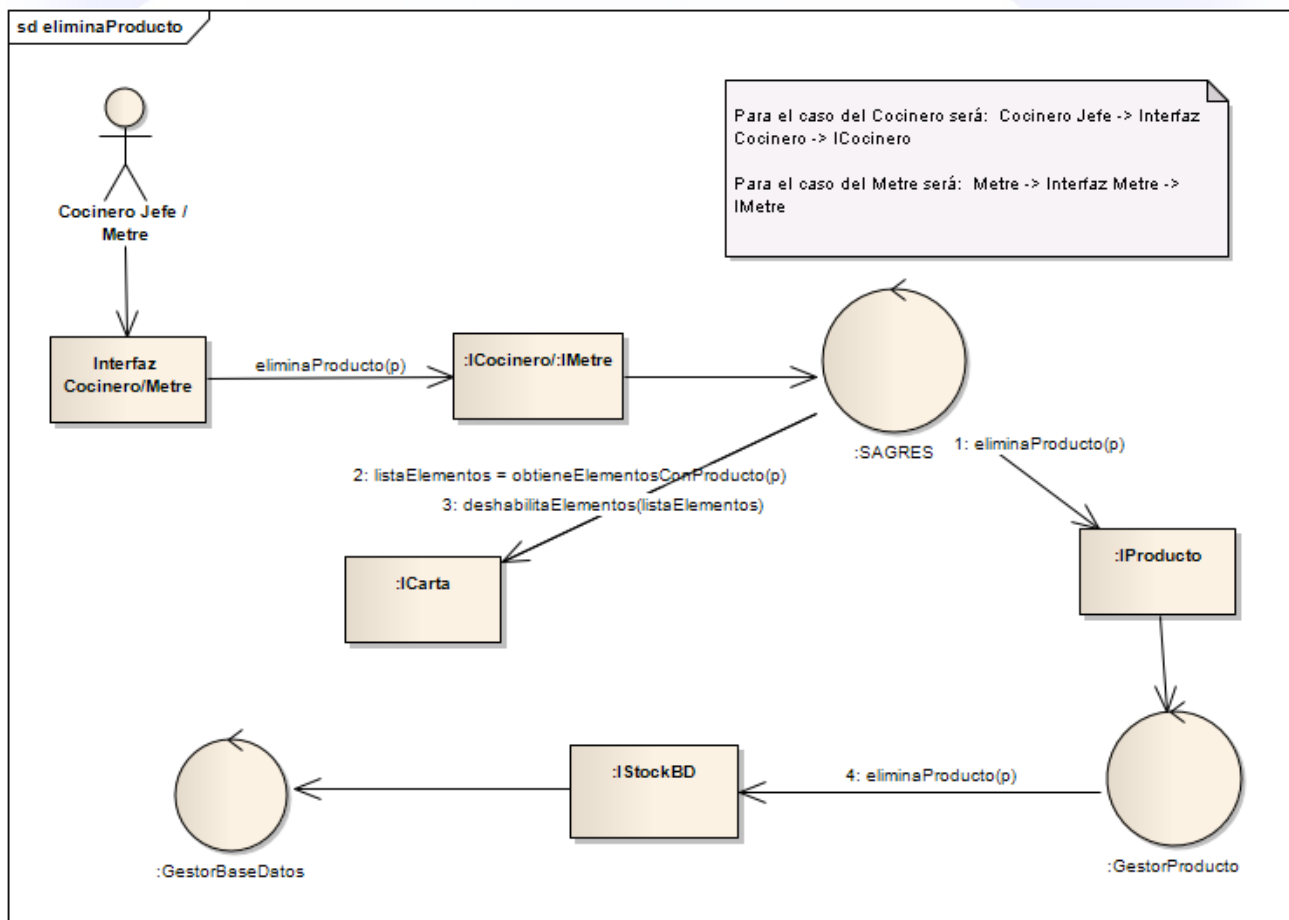 sd eliminaProducto
Para el caso del Cocinero será: Cocinero Jefe -> Interfaz
Cocinero -> ICocinero
Para el caso del Metre será: Metre -> Interfaz Metre ->
IMetre
Cocinero Jefe /
Metre
Interfaz
Cocinero/Metre
eliminaProducto(p)
:ICocinero/:IMetre
:SAGRES
1: eliminaProducto(p)
2: listaElementos = obtieneElementosConProducto(p)
3: deshabilitaElementos(listaElementos)
:ICarta
:IProducto
:IStockBD
4: eliminaProducto(p)
:GestorBaseDatos
:GestorProducto